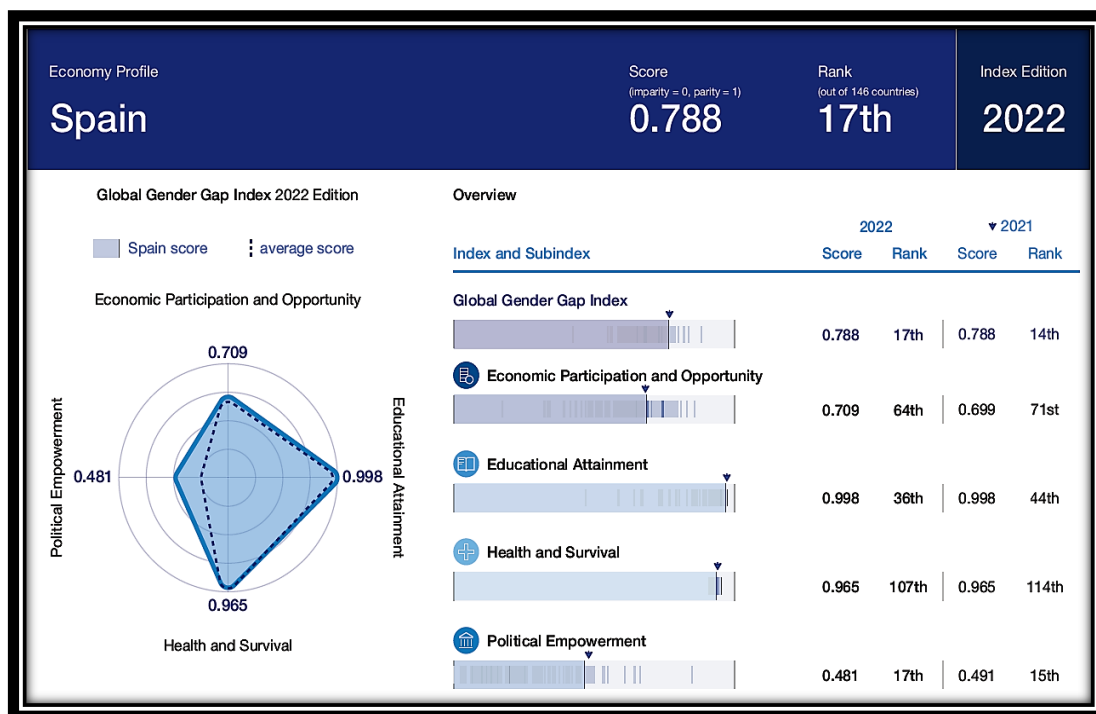 Economy Profile
Spain
Score
(imparity = 0, parity = 1)
0.788
Rank
(out of 146 countries)
17th
Index Edition
2022
Global Gender Gap Index 2022 Edition
Spain score
average score
Economic Participation and Opportunity
0.709
Political Empowerment
0.481
0.998
Educational Attainment
0.965
Health and Survival
Overview
2022 2021
Index and Subindex Score Rank Score Rank
Global Gender Gap Index
0.788 17th 0.788 14th
Economic Participation and Opportunity
0.709 64th 0.699 71st
Educational Attainment
0.998 36th 0.998 44th
Health and Survival
0.965 107th 0.965 114th
Political Empowerment
0.481 17th 0.491 15th